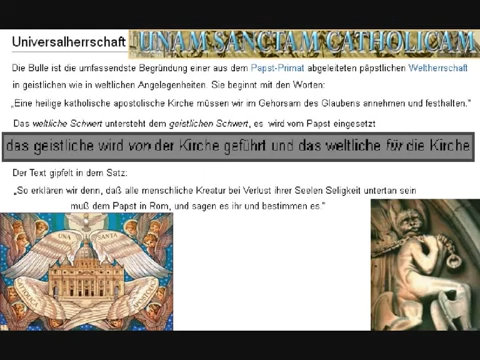 Universalherrschaft
UNAM SANCTAM CATHOLICAM
Die Bulle ist die umfassendste Begründung einer aus dem Papst-Primat abgeleiteten päpstlichen Weltherrschaft
in geistlichen wie in weltlichen Angelegenheiten. Sie beginnt mit den Worten:
„Eine heilige katholische apostolische Kirche müssen wir im Gehorsam des Glaubens annehmen und festhalten.“
Das weltliche Schwert untersteht dem geistlichen Schwert, es wird vom Papst eingesetzt
das geistliche wird von der Kirche geführt und das weltliche für die Kirche
Der Text gipfelt in dem Satz:
„So erklären wir denn, daß alle menschliche Kreatur bei Verlust ihrer Seelen Seligkeit untertan sein
muß dem Papst in Rom, und sagen es ihr und bestimmen es.“
UNA
SANCTA